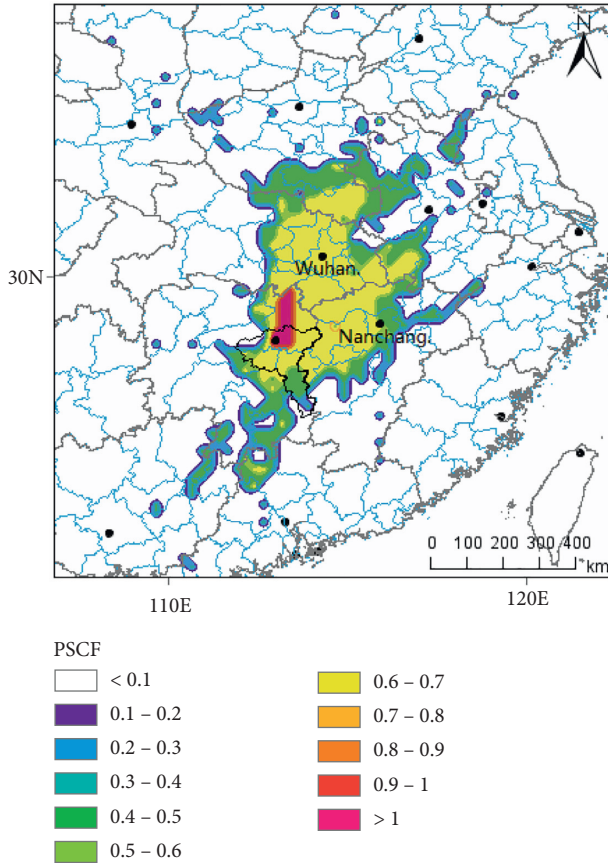 N
30N
Wuhan.
Nanchang.
0 100 200 300 400
km
110E
120E
PSCF
< 0.1
0.1 – 0.2
0.2 – 0.3
0.3 – 0.4
0.4 – 0.5
0.5 – 0.6
0.6 – 0.7
0.7 – 0.8
0.8 – 0.9
0.9 – 1
> 1